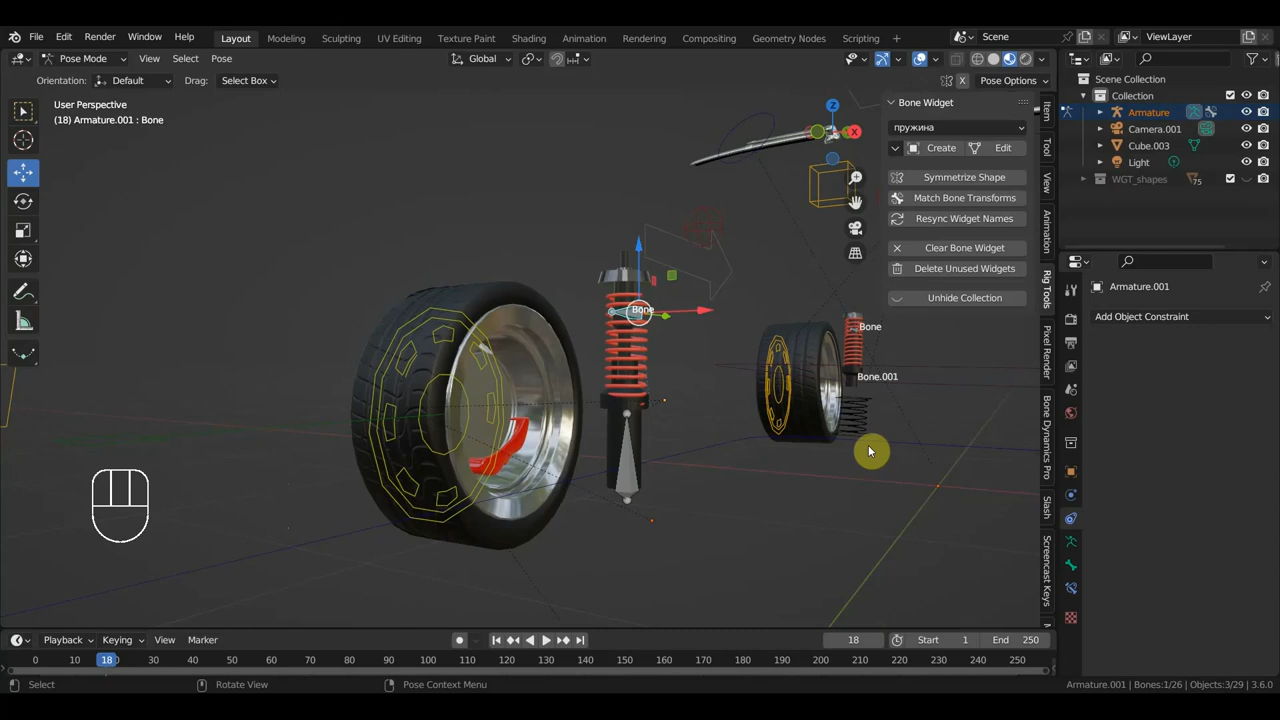 File Edit Render Window Help Layout Modeling Sculpting UV Editing Texture Paint Shading Animation Rendering Compositing Geometry Nodes Scripting + Scene ViewLayer
Pose Mode View Select Pose Global
Orientation: Default Drag: Select Box X Pose Options
User Perspective
(18) Armature.001 : Bone
Z
X
Bone
Bone
Bone.001
Bone Widget
пружина
Create Edit
Symmetrize Shape
Match Bone Transforms
Resync Widget Names
Clear Bone Widget
Delete Unused Widgets
Unhide Collection
Item
Tool
View
Animation
Rig Tools
Pixel Render
Bone Dynamics Pro
Slash
Screencast Keys
Scene Collection
Collection
Armature
Camera.001
Cube.003
Light
WGT_shapes 75
Armature.001
Add Object Constraint
Playback Keying View Marker 18 Start 1 End 250
0 10 18 30 40 50 60 70 80 90 100 110 120 130 140 150 160 170 180 190 200 210 220 230 240 250
Select Rotate View Pose Context Menu Armature.001 | Bones:1/26 | Objects:3/29 | 3.6.0